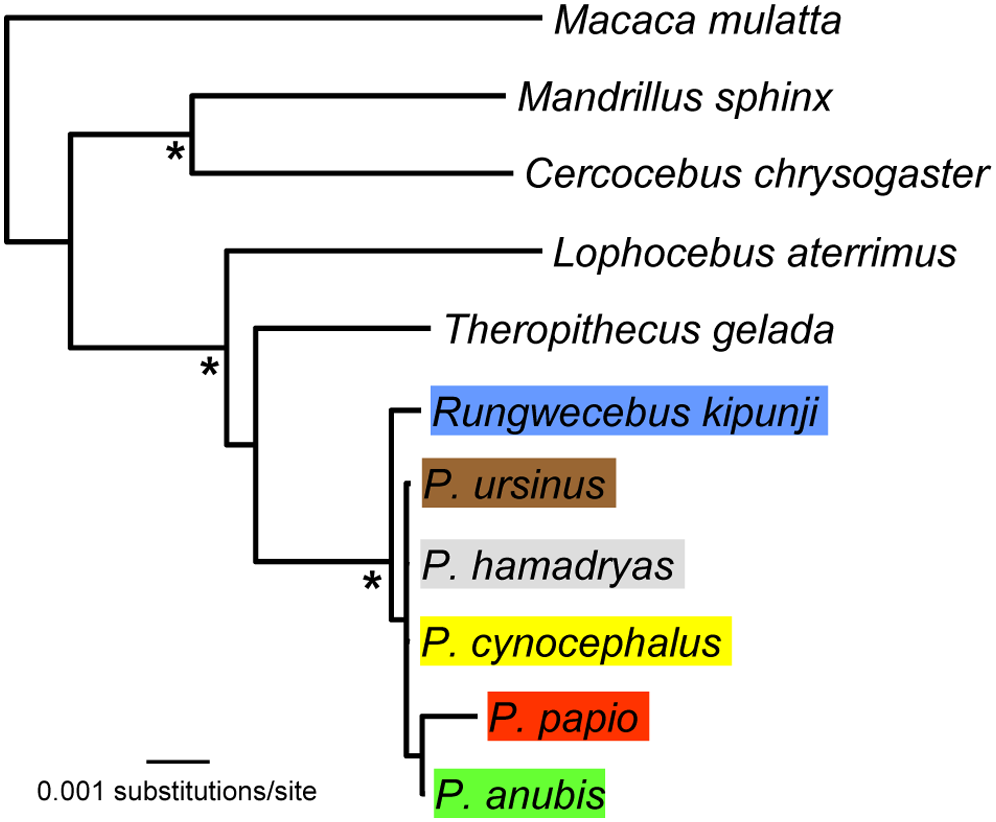 Macaca mulatta
Mandrillus sphinx
*
Cercocebus chrysogaster
Lophocebus aterrimus
Theropithecus gelada
*
Rungwecebus kipunji
P. ursinus
P. hamadryas
*
P. cynocephalus
P. papio
0.001 substitutions/site
P. anubis